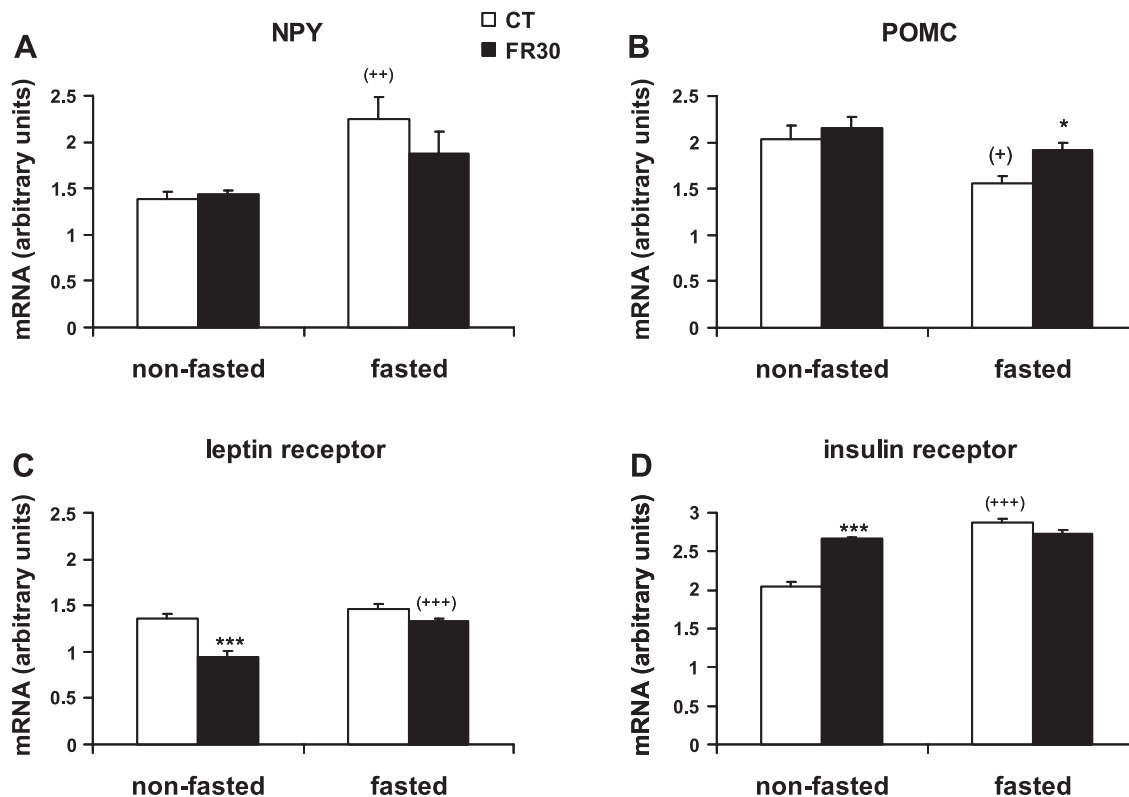 A
NPY
CT
FR30
mRNA (arbitrary units)
2.5
2
1.5
1
0.5
0
(++)
non-fasted
fasted
B
POMC
mRNA (arbitrary units)
2.5
2
1.5
1
0.5
0
(+)
*
non-fasted
fasted
C
leptin receptor
mRNA (arbitrary units)
2.5
2
1.5
1
0.5
0
***
(+++)
non-fasted
fasted
D
insulin receptor
mRNA (arbitrary units)
3
2.5
2
1.5
1
0.5
0
***
(+++)
non-fasted
fasted